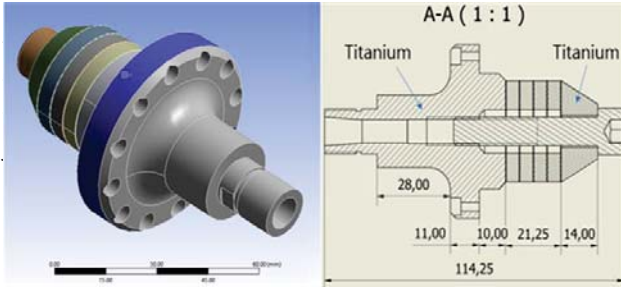 A-A ( 1 : 1 )
Titanium
Titanium
28,00
11,00
10,00
21,25
14,00
114,25
0.00
30.00
60.00 (mm)
15.00
45.00